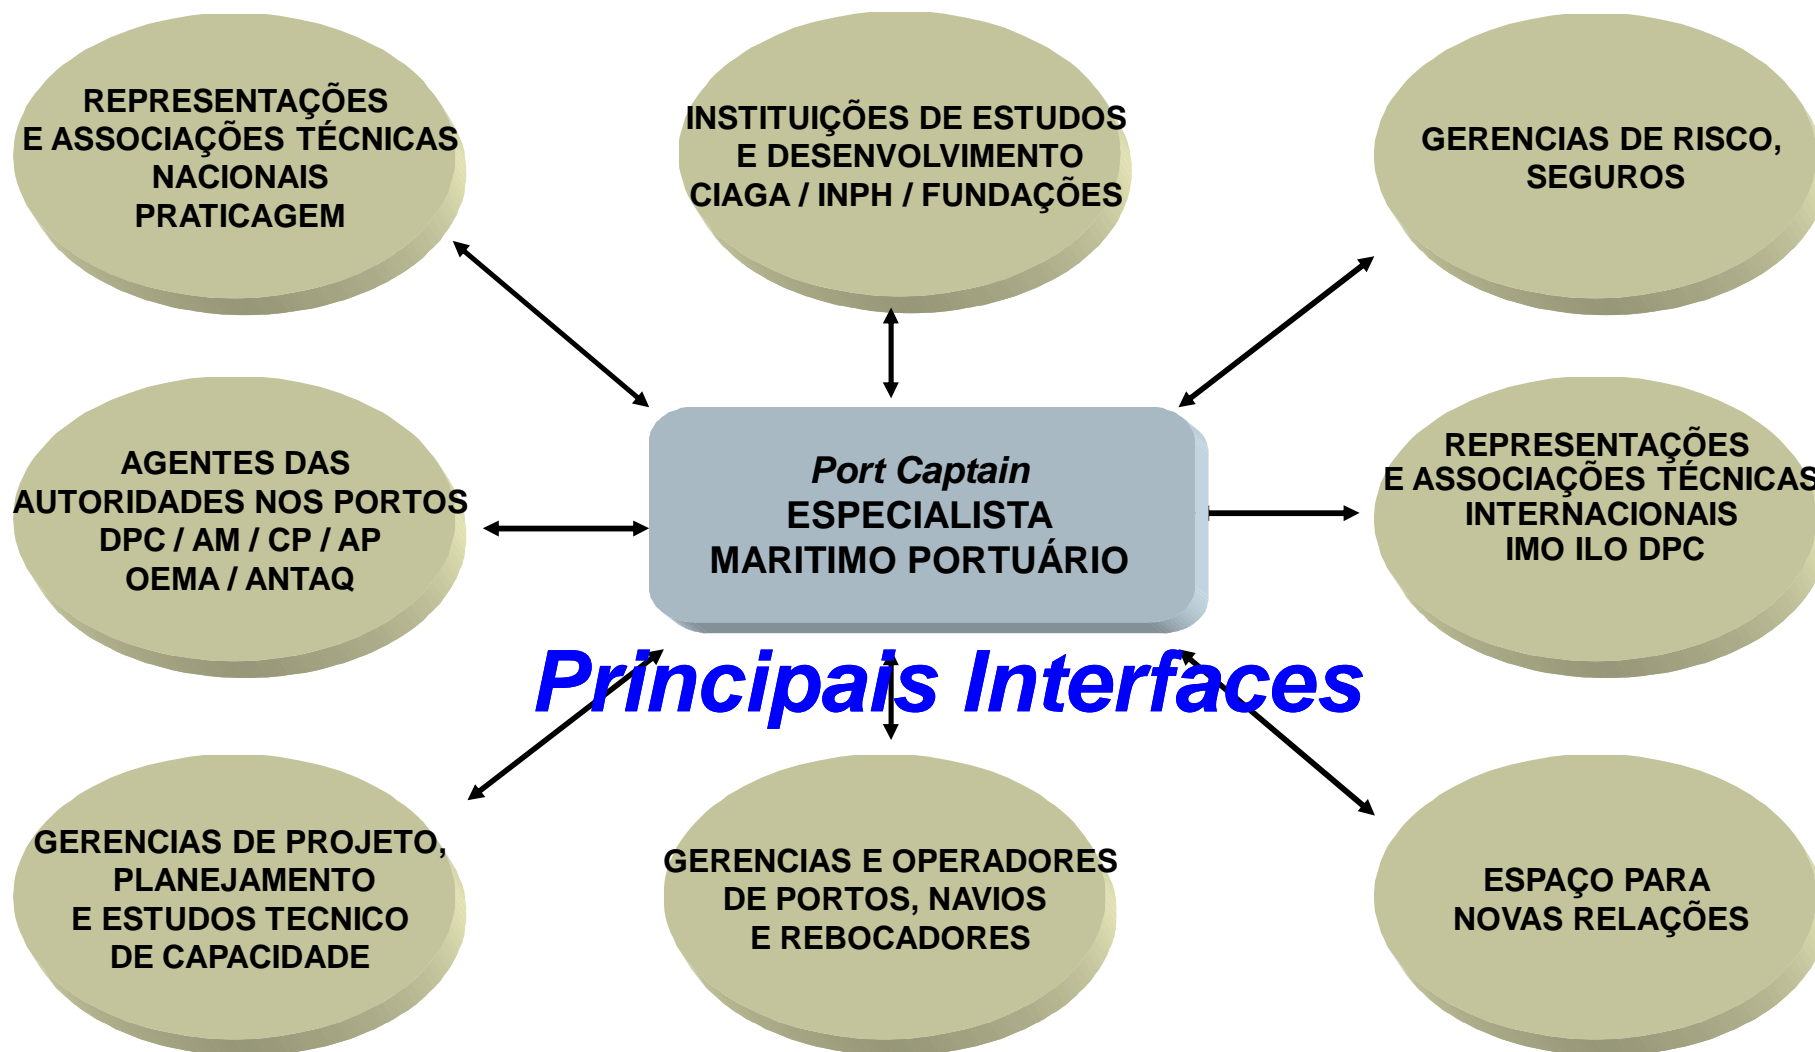 REPRESENTAÇÕES
E ASSOCIAÇÕES TÉCNICAS
NACIONAIS
PRATICAGEM
INSTITUIÇÕES DE ESTUDOS
E DESENVOLVIMENTO
CIAGA / INPH / FUNDAÇÕES
GERENCIAS DE RISCO,
SEGUROS
AGENTES DAS
AUTORIDADES NOS PORTOS
DPC / AM / CP / AP
OEMA / ANTAQ
Port Captain
ESPECIALISTA
MARITIMO PORTUÁRIO
REPRESENTAÇÕES
E ASSOCIAÇÕES TÉCNICAS
INTERNACIONAIS
IMO ILO DPC
Principais Interfaces
GERENCIAS DE PROJETO,
PLANEJAMENTO
E ESTUDOS TECNICO
DE CAPACIDADE
GERENCIAS E OPERADORES
DE PORTOS, NAVIOS
E REBOCADORES
ESPAÇO PARA
NOVAS RELAÇÕES